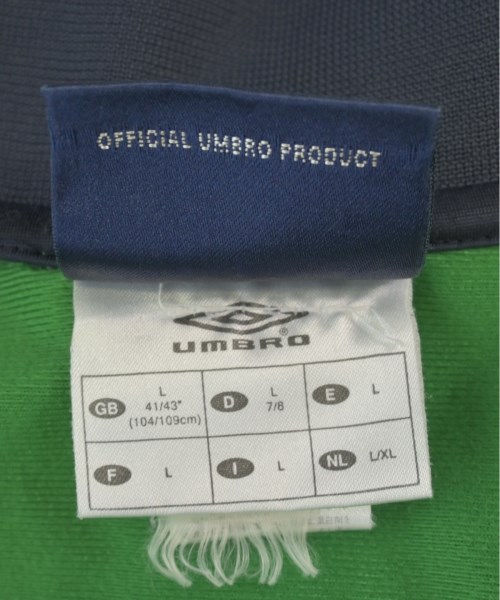 OFFICIAL UMBRO PRODUCT
®
UMBRO
GB L 41/43" (104/109cm)
D L 7/8
E L
F L
I L
NL L/XL